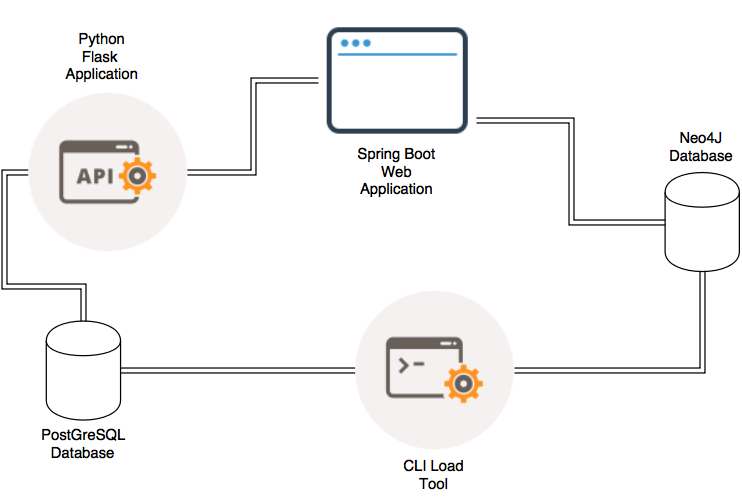 Python
Flask
Application
API
Spring Boot
Web
Application
Neo4J
Database
PostGreSQL
Database
>-
CLI Load
Tool